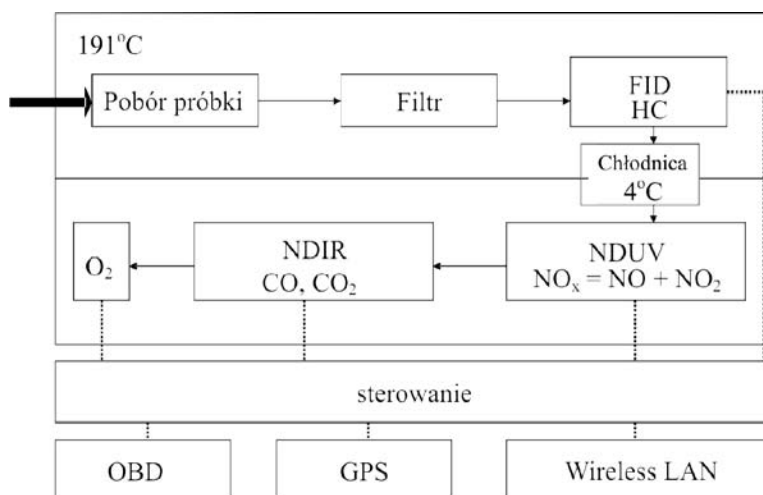 191°C
Pobór próbki
Filtr
FID
HC
Chłodnica
4°C
O₂
NDIR
CO, CO₂
NDUV
NOₓ = NO + NO₂
sterowanie
OBD
GPS
Wireless LAN